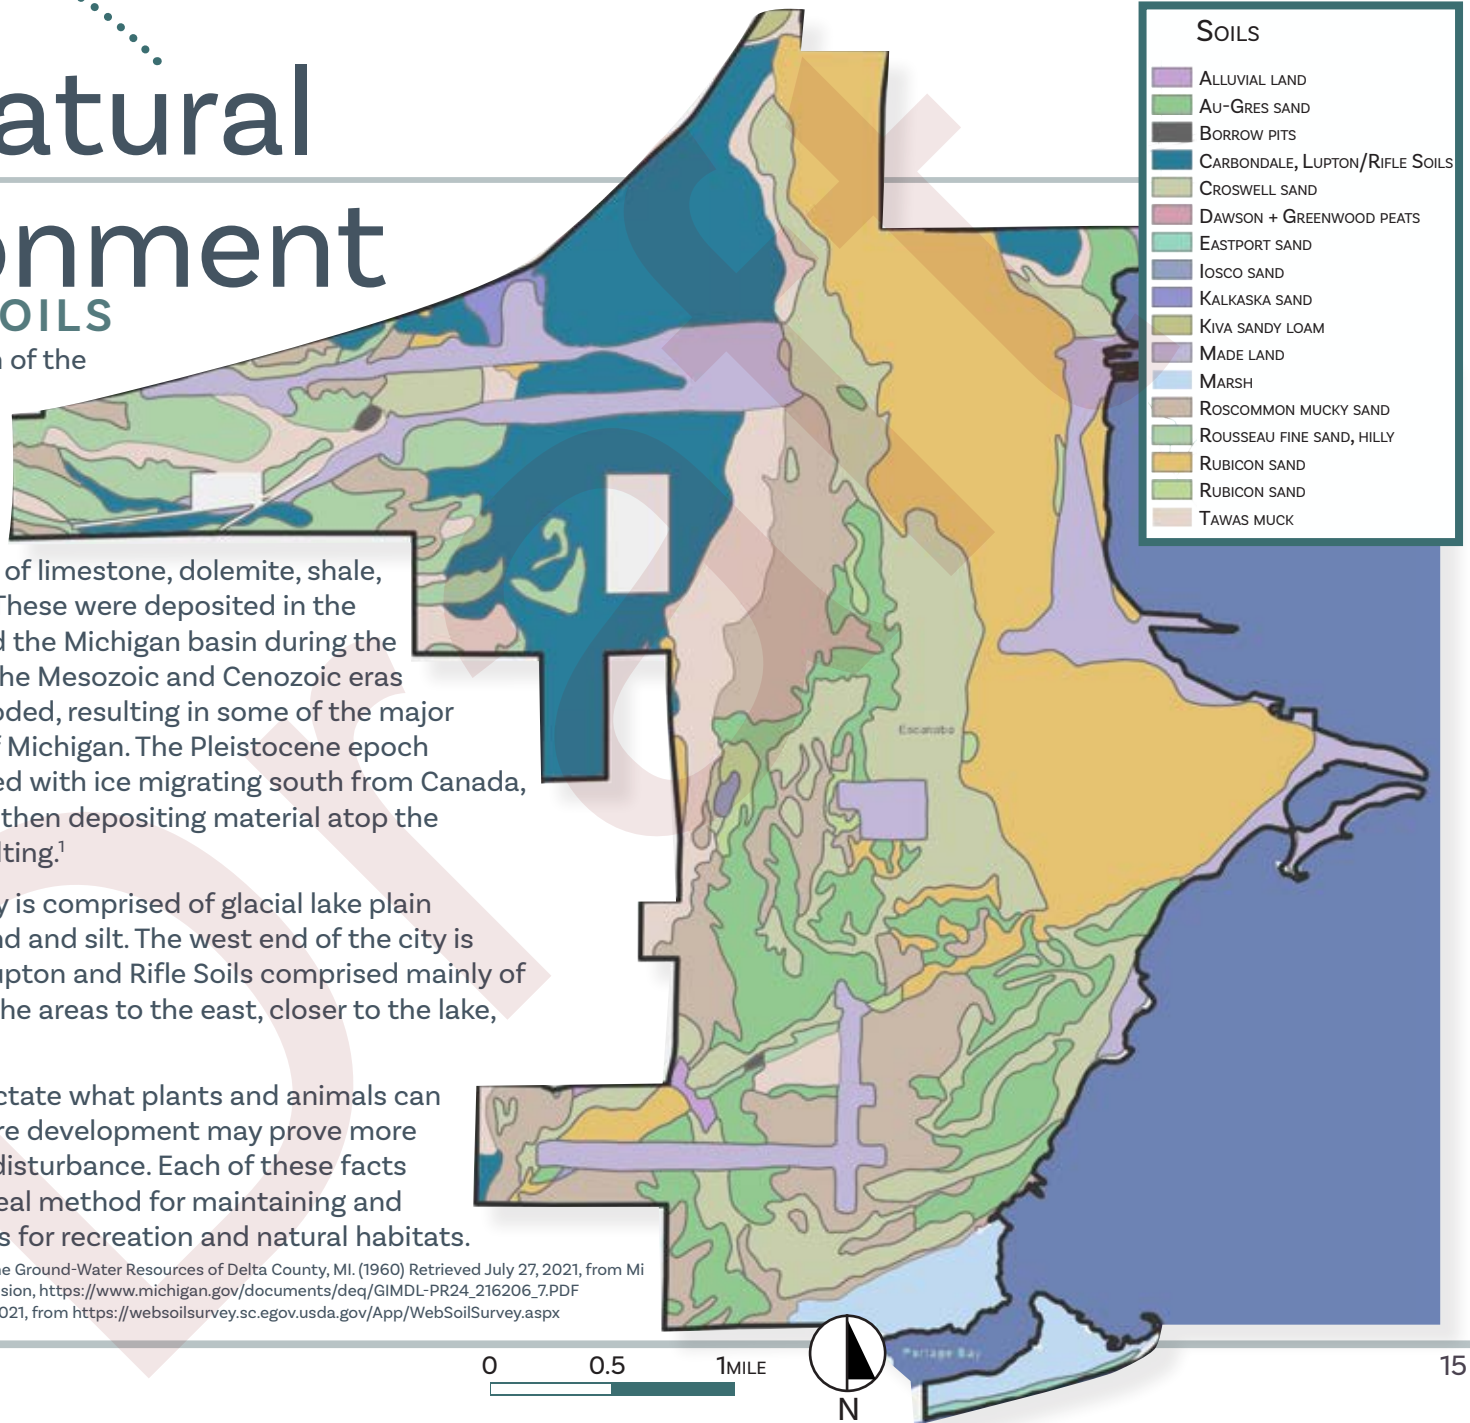 atural
onment
OILS
n of the
of limestone, dolemite, shale,
These were deposited in the
d the Michigan basin during the
he Mesozoic and Cenozoic eras
oded, resulting in some of the major
f Michigan. The Pleistocene epoch
ed with ice migrating south from Canada,
then depositing material atop the
lting.¹
y is comprised of glacial lake plain
nd and silt. The west end of the city is
upton and Rifle Soils comprised mainly of
he areas to the east, closer to the lake,
ctate what plants and animals can
re development may prove more
disturbance. Each of these facts
eal method for maintaining and
s for recreation and natural habitats.
he Ground-Water Resources of Delta County, MI. (1960) Retrieved July 27, 2021, from Mi
sion, https://www.michigan.gov/documents/deq/GIMDL-PR24_216206_7.PDF
021, from https://websoilsurvey.sc.egov.usda.gov/App/WebSoilSurvey.aspx
Soils
Alluvial land
Au-Gres sand
Borrow pits
Carbondale, Lupton/Rifle Soils
Croswell sand
Dawson + Greenwood peats
Eastport sand
Iosco sand
Kalkaska sand
Kiva sandy loam
Made land
Marsh
Roscommon mucky sand
Rousseau fine sand, hilly
Rubicon sand
Rubicon sand
Tawas muck
Escanaba
Portage Bay
0 0.5 1 mile
N
15
Draft